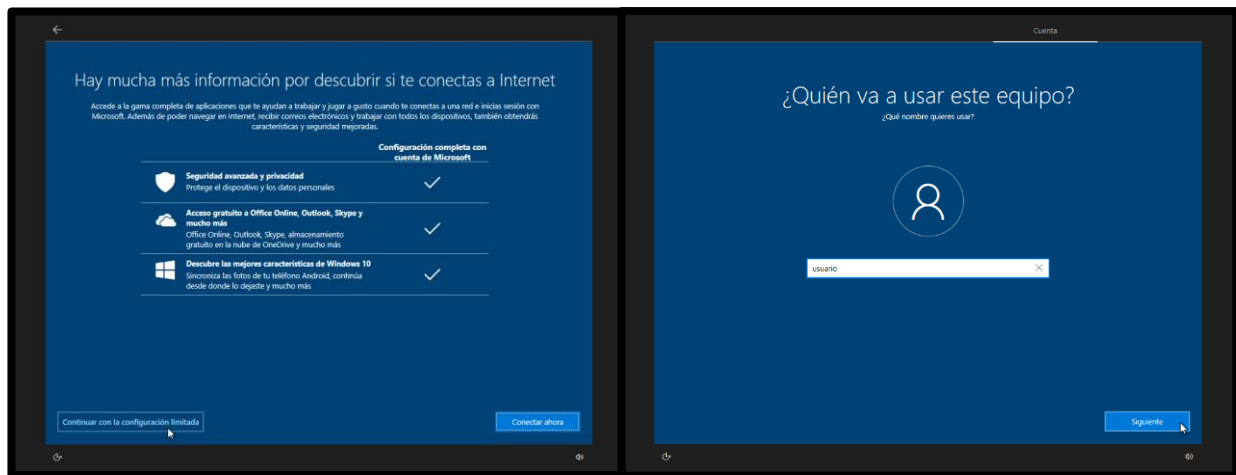 Hay mucha más información por descubrir si te conectas a Internet
Accede a la gama completa de aplicaciones que te ayudan a trabajar y jugar a gusto cuando te conectas a una red e inicias sesión con
Microsoft. Además de poder navegar en Internet, recibir correos electrónicos y trabajar con todos los dispositivos, también obtendrás
características y seguridad mejoradas.
Configuración completa con
cuenta de Microsoft
Seguridad avanzada y privacidad
Protege el dispositivo y los datos personales
Acceso gratuito a Office Online, Outlook, Skype y
mucho más
Office Online, Outlook, Skype, almacenamiento
gratuito en la nube de OneDrive y mucho más
Descubre las mejores características de Windows 10
Sincroniza las fotos de tu teléfono Android, continúa
desde donde lo dejaste y mucho más
Continuar con la configuración limitada
Conectar ahora
Cuenta
¿Quién va a usar este equipo?
¿Qué nombre quieres usar?
usuario
Siguiente